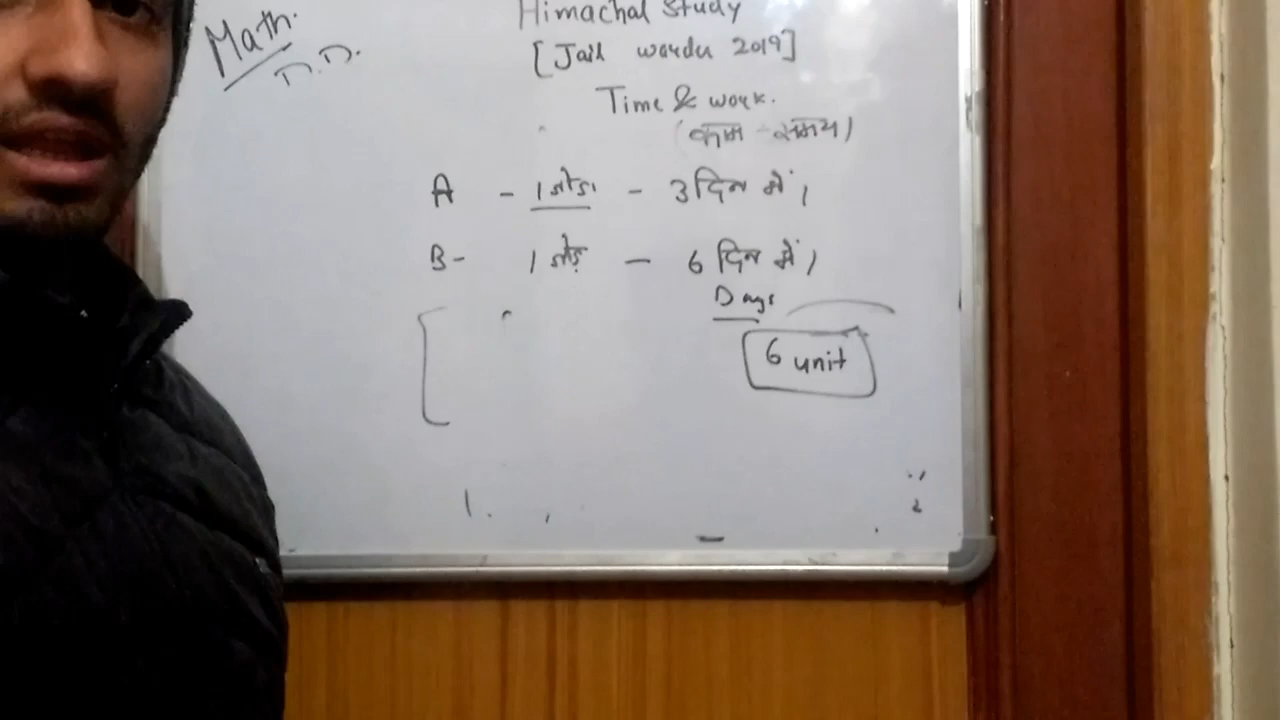 Math.
Himachal Study
[Jail warder 2019]
Time & work.
(काम - समय)
A - 1 जोड़ा - 3 दिन में।
B - 1 जोड़े - 6 दिन में।
Days
6 unit